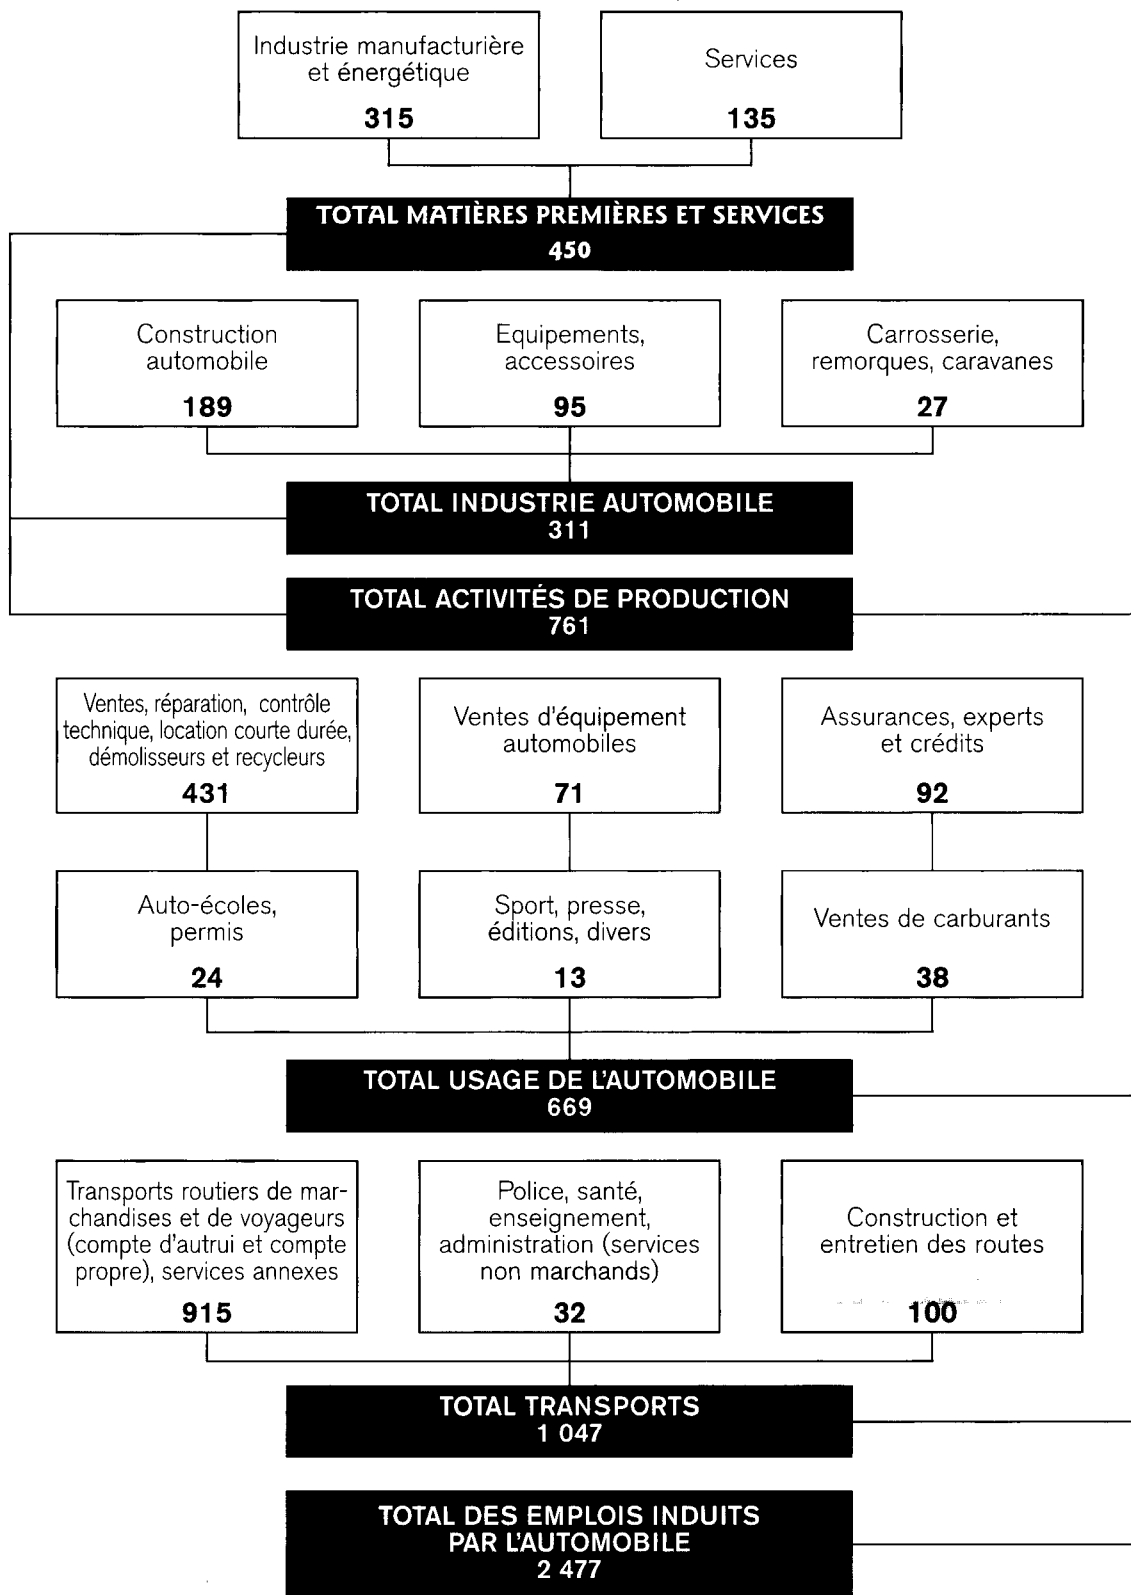 Industrie manufacturière
et énergétique
315
Services
135
TOTAL MATIÈRES PREMIÈRES ET SERVICES
450
Construction
automobile
189
Equipements,
accessoires
95
Carrosserie,
remorques, caravanes
27
TOTAL INDUSTRIE AUTOMOBILE
311
TOTAL ACTIVITÉS DE PRODUCTION
761
Ventes, réparation, contrôle
technique, location courte durée,
démolisseurs et recycleurs
431
Ventes d'équipement
automobiles
71
Assurances, experts
et crédits
92
Auto-écoles,
permis
24
Sport, presse,
éditions, divers
13
Ventes de carburants
38
TOTAL USAGE DE L'AUTOMOBILE
669
Transports routiers de mar-
chandises et de voyageurs
(compte d'autrui et compte
propre), services annexes
915
Police, santé,
enseignement,
administration (services
non marchands)
32
Construction et
entretien des routes
100
TOTAL TRANSPORTS
1 047
TOTAL DES EMPLOIS INDUITS
PAR L'AUTOMOBILE
2 477